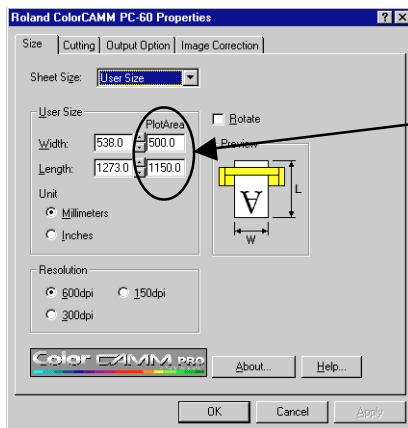 Roland ColorCAMM PC-60 Properties
Size Cutting Output Option Image Correction
Sheet Size: User Size
User Size
PlotArea
Width: 538.0 500.0
Length: 1273.0 1150.0
Unit
Millimeters
Inches
Rotate
Preview
A
L
W
Resolution
600dpi 150dpi
300dpi
Color CAMM PRO
About... Help...
OK Cancel Apply